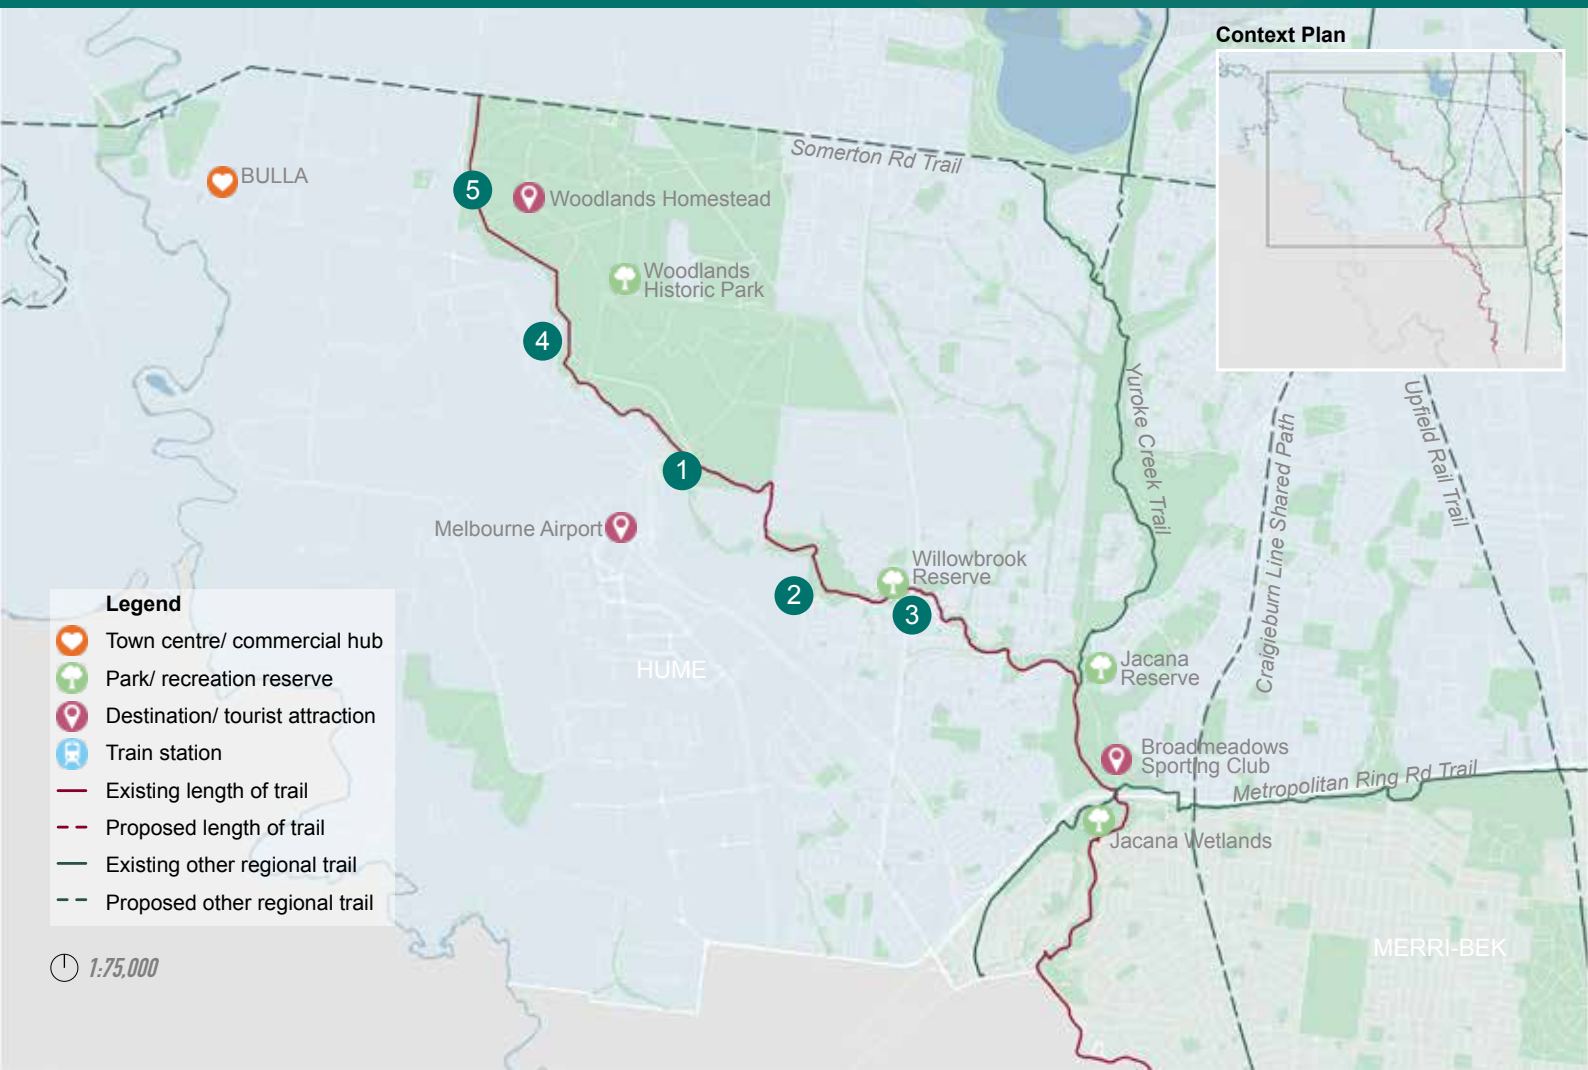 Context Plan
Somerton Rd Trail
BULLA
5
Woodlands Homestead
Woodlands
Historic Park
4
Yuroke Creek Trail
Craigieburn Line Shared Path
Upfield Rail Trail
1
Melbourne Airport
Willowbrook
Reserve
2
3
HUME
Jacana
Reserve
Broadmeadows
Sporting Club
Metropolitan Ring Rd Trail
Jacana Wetlands
MERRI-BEK
Legend
Town centre/ commercial hub
Park/ recreation reserve
Destination/ tourist attraction
Train station
Existing length of trail
Proposed length of trail
Existing other regional trail
Proposed other regional trail
1:75,000